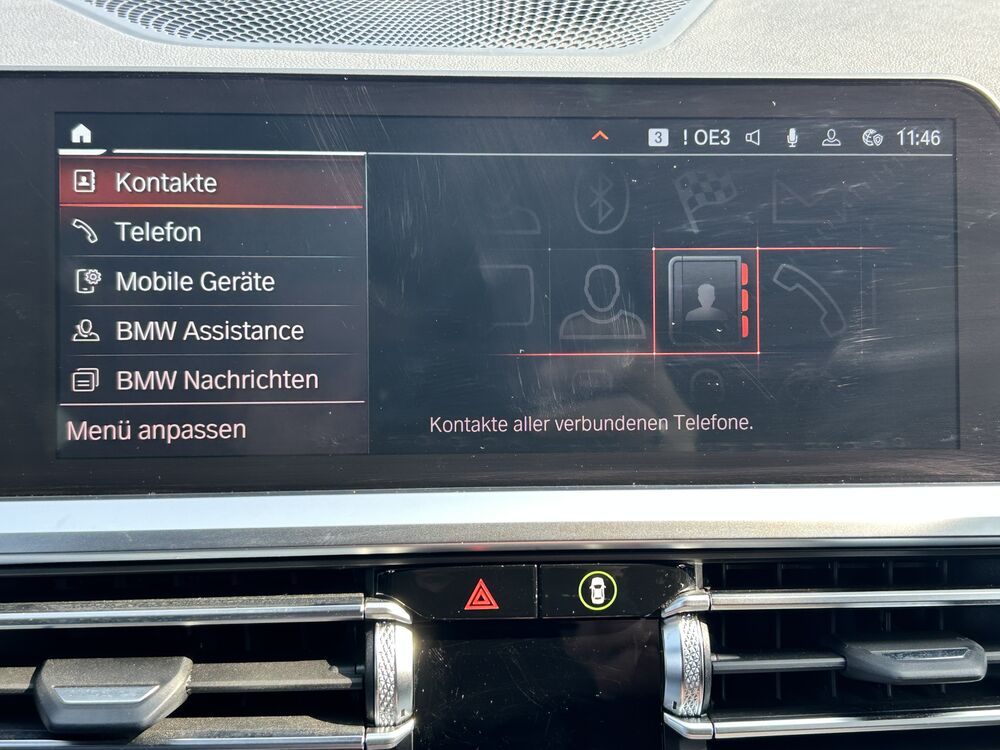 3 ! OE3 11:46
Kontakte
Telefon
Mobile Geräte
BMW Assistance
BMW Nachrichten
Menü anpassen
Kontakte aller verbundenen Telefone.